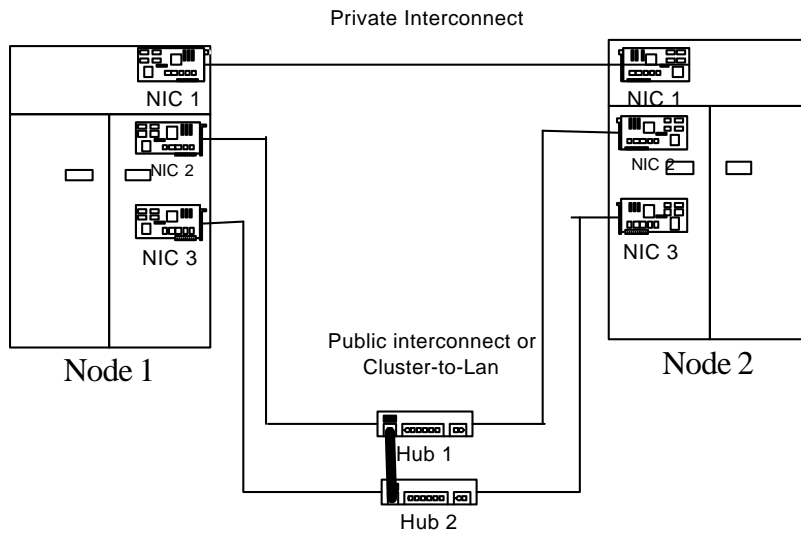 Private Interconnect
NIC 1
NIC 1
NIC 2
NIC 2
NIC 3
NIC 3
Public interconnect or
Cluster-to-Lan
Node 1
Node 2
Hub 1
Hub 2